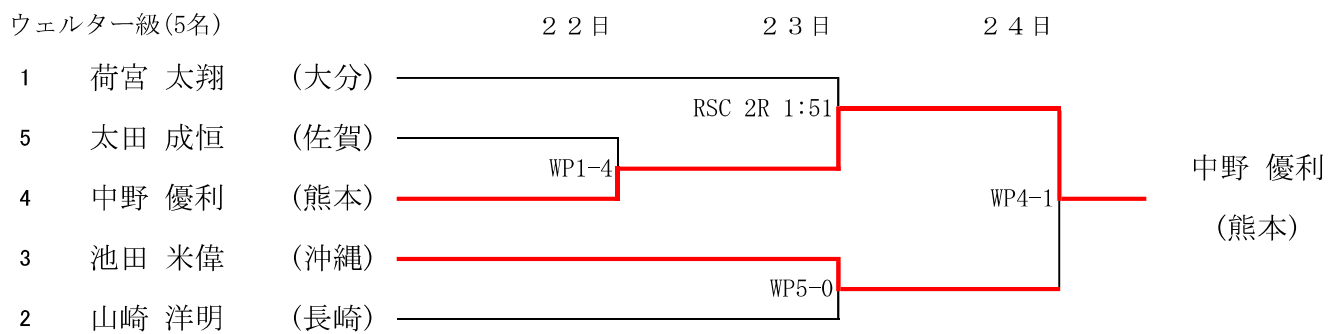 ウェルター級(5名) ２２日 ２３日 ２４日
1 荷宮 太翔 (大分)
RSC 2R 1:51
5 太田 成恒 (佐賀)
WP1-4
中野 優利
4 中野 優利 (熊本)
WP4-1
(熊本)
3 池田 米偉 (沖縄)
WP5-0
2 山崎 洋明 (長崎)